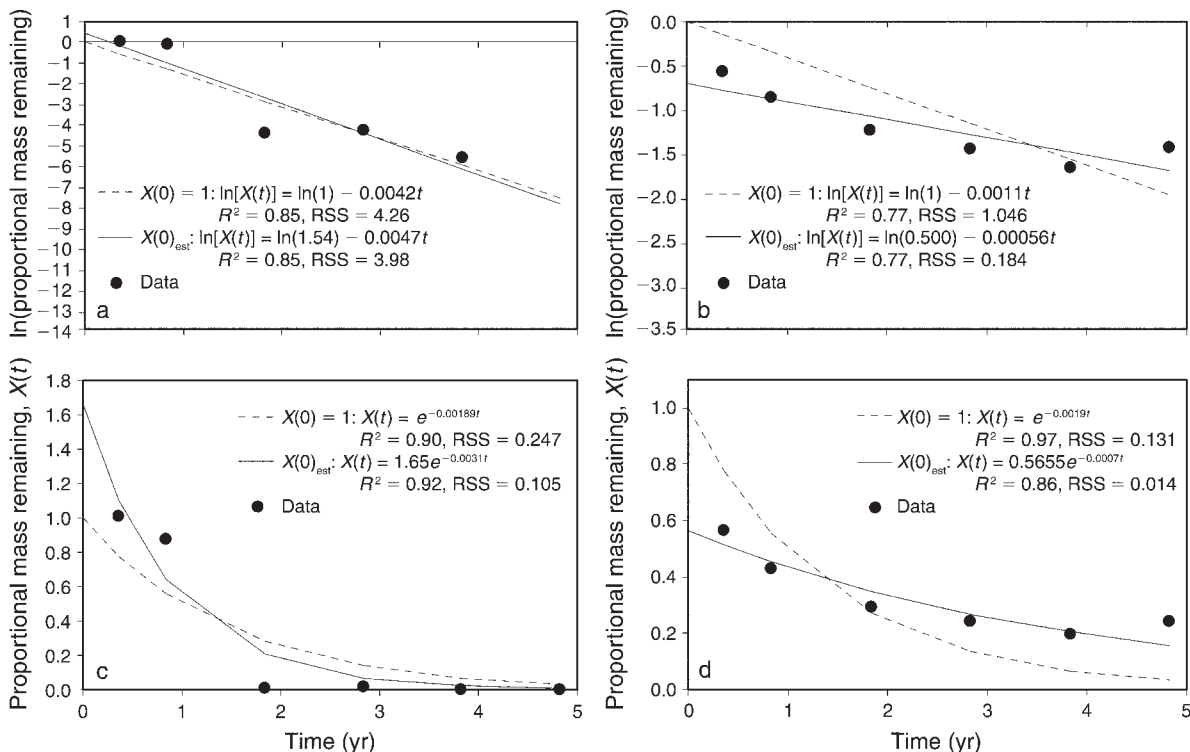 ln(proportional mass remaining)
1
0
−1
−2
−3
−4
−5
−6
−7
−8
−9
−10
−11
−12
−13
−14
X(0) = 1: ln[X(t)] = ln(1) − 0.0042t
R² = 0.85, RSS = 4.26
X(0)est: ln[X(t)] = ln(1.54) − 0.0047t
R² = 0.85, RSS = 3.98
Data
a
ln(proportional mass remaining)
0.0
−0.5
−1.0
−1.5
−2.0
−2.5
−3.0
−3.5
X(0) = 1: ln[X(t)] = ln(1) − 0.0011t
R² = 0.77, RSS = 1.046
X(0)est: ln[X(t)] = ln(0.500) − 0.00056t
R² = 0.77, RSS = 0.184
Data
b
Proportional mass remaining, X(t)
1.8
1.6
1.4
1.2
1.0
0.8
0.6
0.4
0.2
0.0
X(0) = 1: X(t) = e−0.00189t
R² = 0.90, RSS = 0.247
X(0)est: X(t) = 1.65e−0.0031t
R² = 0.92, RSS = 0.105
Data
c
0 1 2 3 4 5
Time (yr)
Proportional mass remaining, X(t)
1.0
0.8
0.6
0.4
0.2
0.0
X(0) = 1: X(t) = e−0.0019t
R² = 0.97, RSS = 0.131
X(0)est: X(t) = 0.5655e−0.0007t
R² = 0.86, RSS = 0.014
Data
d
0 1 2 3 4 5
Time (yr)